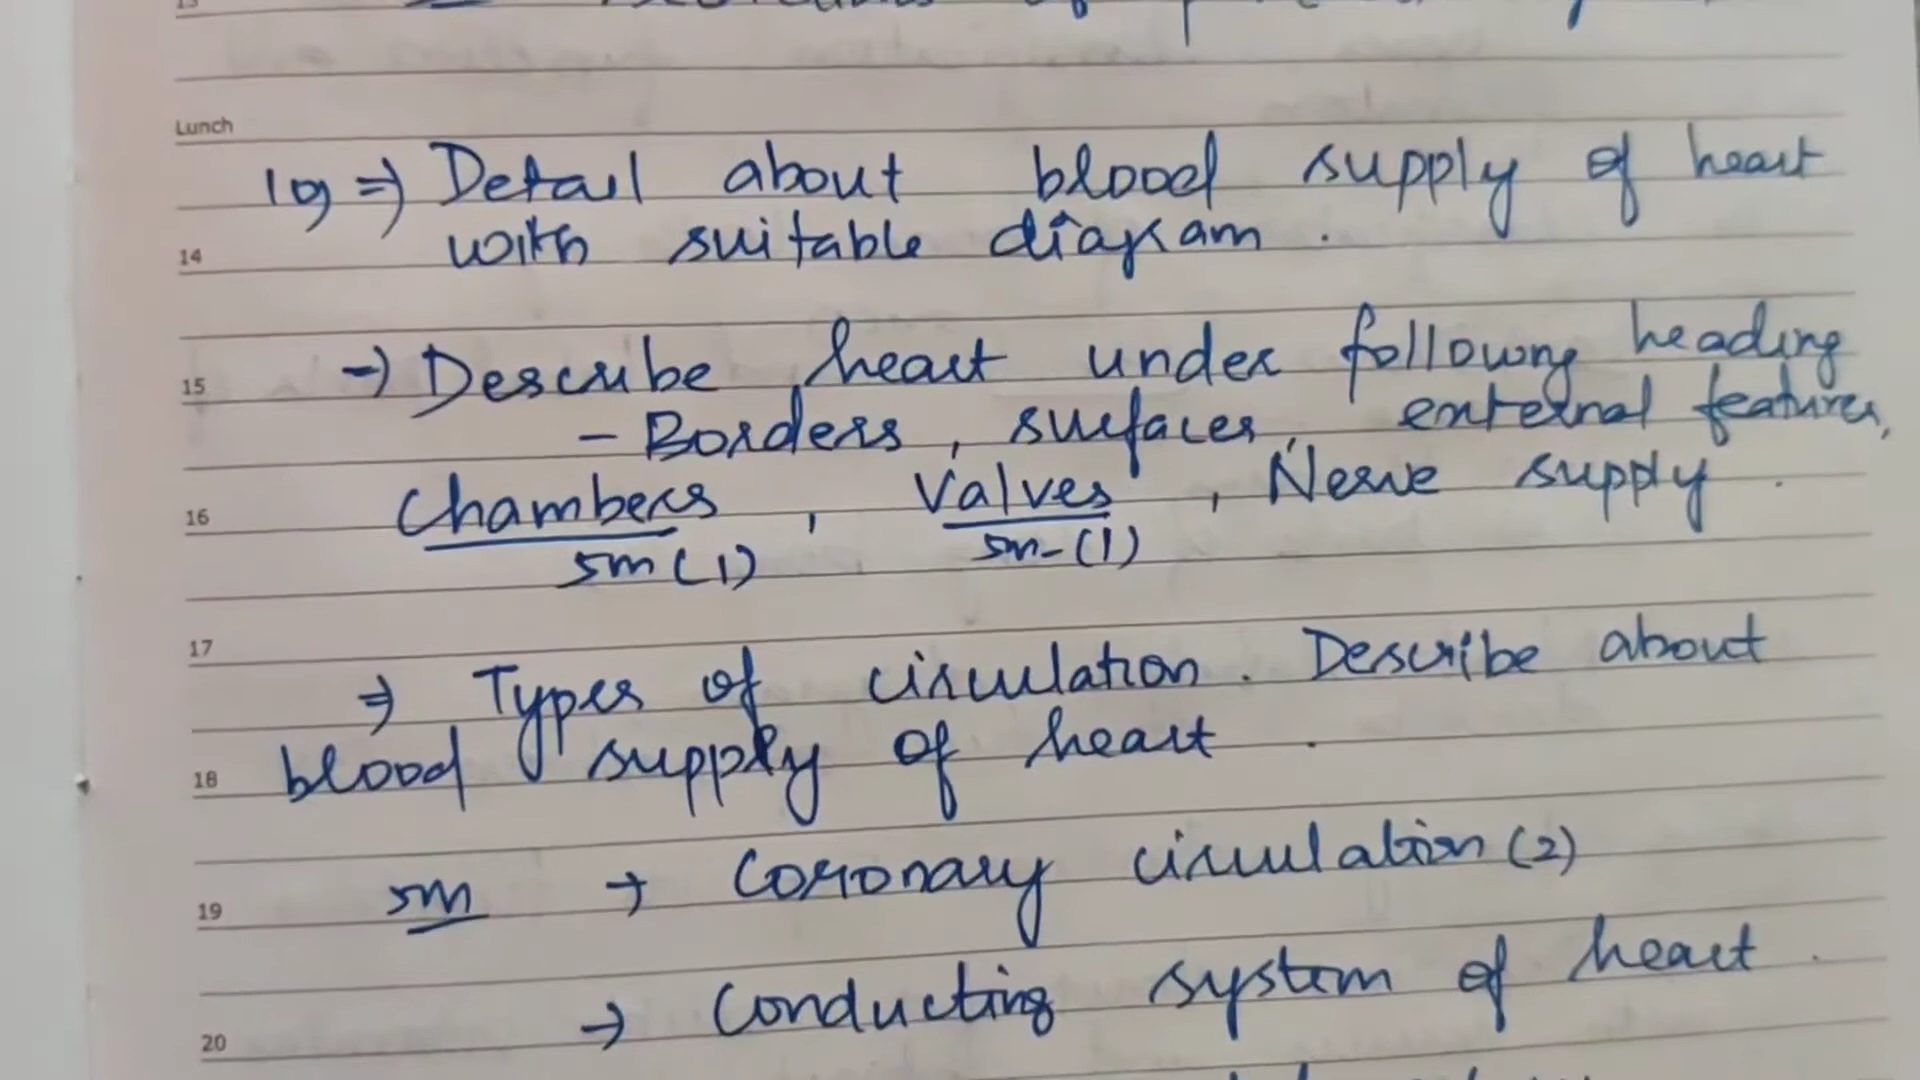 Lunch
lg ⇒ Detail about blood supply of heart
14 with suitable diagram .
15 → Describe heart under following heading
- Borders , surfaces, external features,
16 Chambers , Valves , Nerve supply .
5m (1) 5m - (1)
17
⇒ Types of circulation . Describe about
18 blood supply of heart .
19 5m → Coronary circulation (2)
20 → Conducting system of heart .